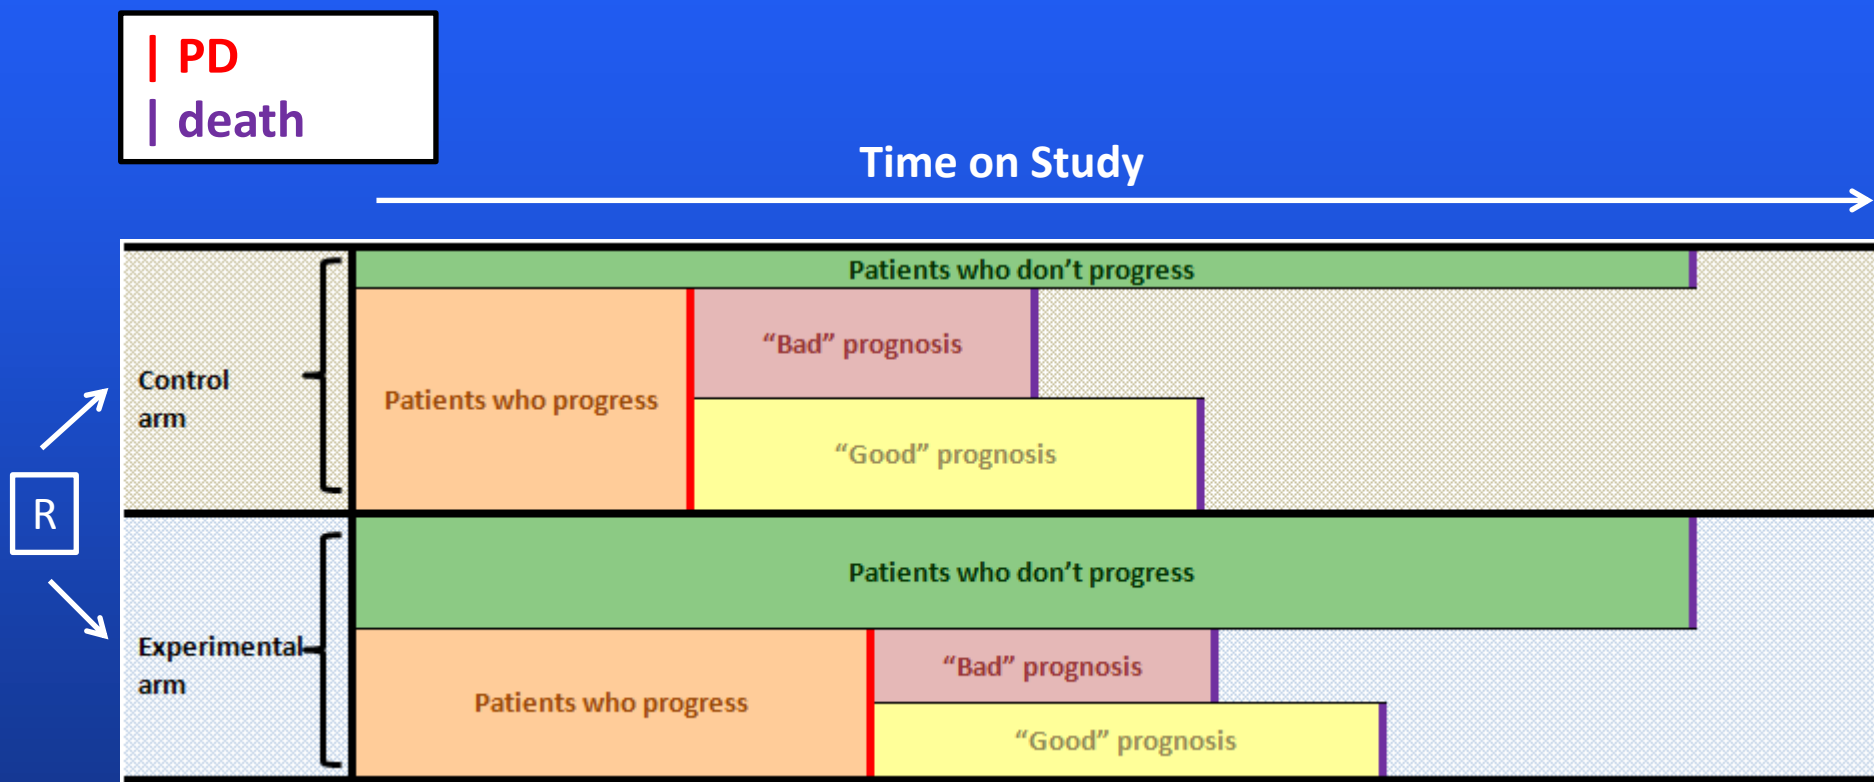 | PD
| death
Time on Study
Patients who don’t progress
“Bad” prognosis
Control
arm
Patients who progress
“Good” prognosis
R
Patients who don’t progress
Experimental
arm
“Bad” prognosis
Patients who progress
“Good” prognosis